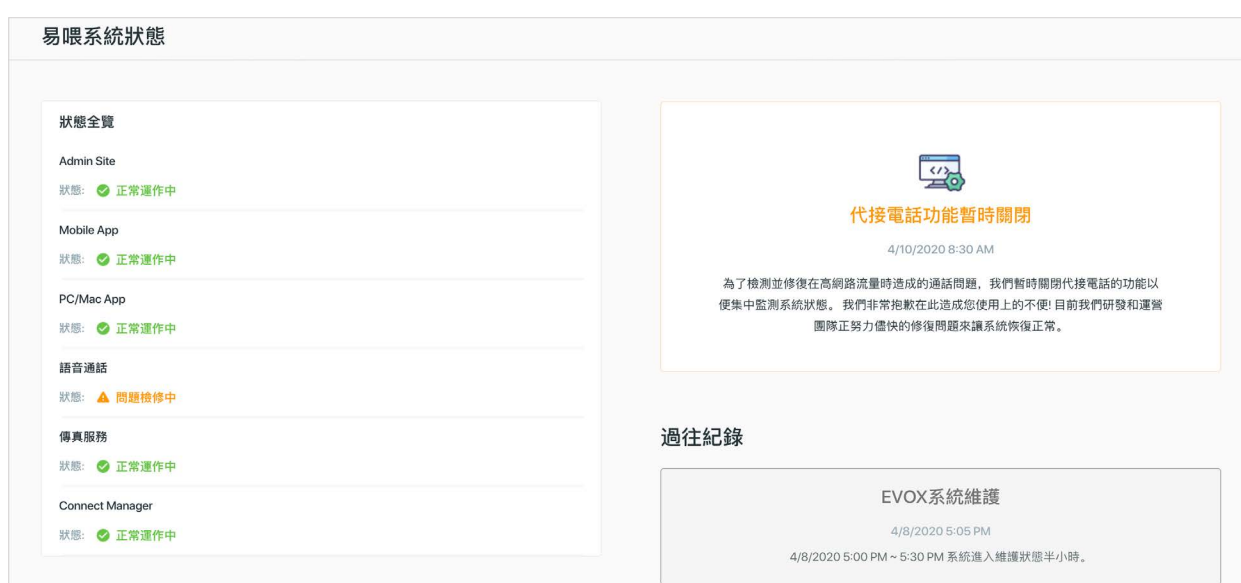 易喂系統狀態
狀態全覽
Admin Site
狀態: 正常運作中
Mobile App
狀態: 正常運作中
PC/Mac App
狀態: 正常運作中
語音通話
狀態: 問題檢修中
傳真服務
狀態: 正常運作中
Connect Manager
狀態: 正常運作中
</>
代接電話功能暫時關閉
4/10/2020 8:30 AM
為了檢測並修復在高網路流量時造成的通話問題，我們暫時關閉代接電話的功能以
便集中監測系統狀態。 我們非常抱歉在此造成您使用上的不便! 目前我們研發和運營
團隊正努力儘快的修復問題來讓系統恢復正常。
過往紀錄
EVOX系統維護
4/8/2020 5:05 PM
4/8/2020 5:00 PM ~ 5:30 PM 系統進入維護狀態半小時。